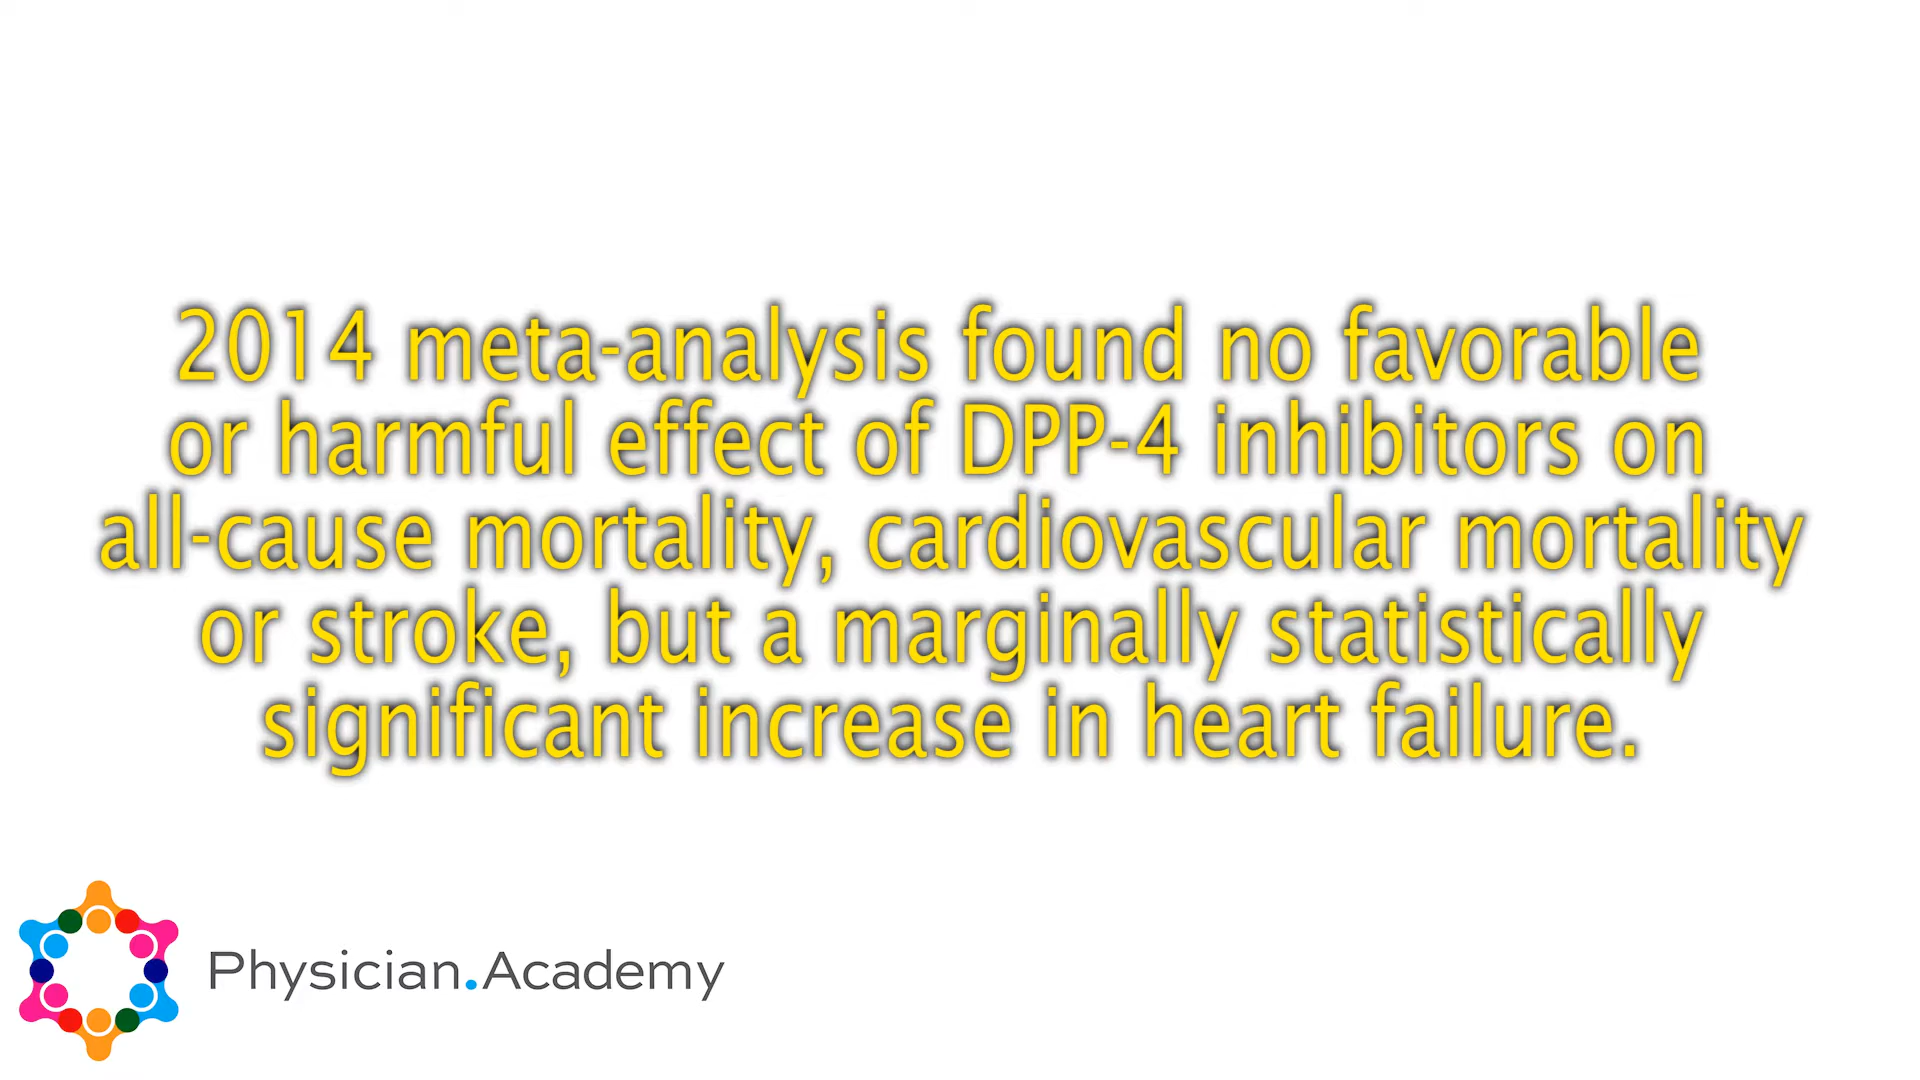 2014 meta-analysis found no favorable
or harmful effect of DPP-4 inhibitors on
all-cause mortality, cardiovascular mortality
or stroke, but a marginally statistically
significant increase in heart failure.
Physician.Academy